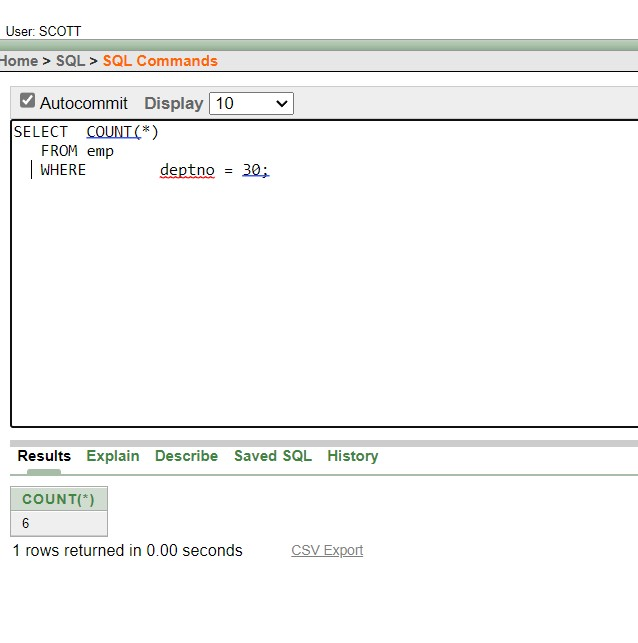 User: SCOTT
Home > SQL > SQL Commands
Autocommit Display 10
SELECT COUNT(*)
FROM emp
WHERE deptno = 30;
Results Explain Describe Saved SQL History
COUNT(*)
6
1 rows returned in 0.00 seconds CSV Export